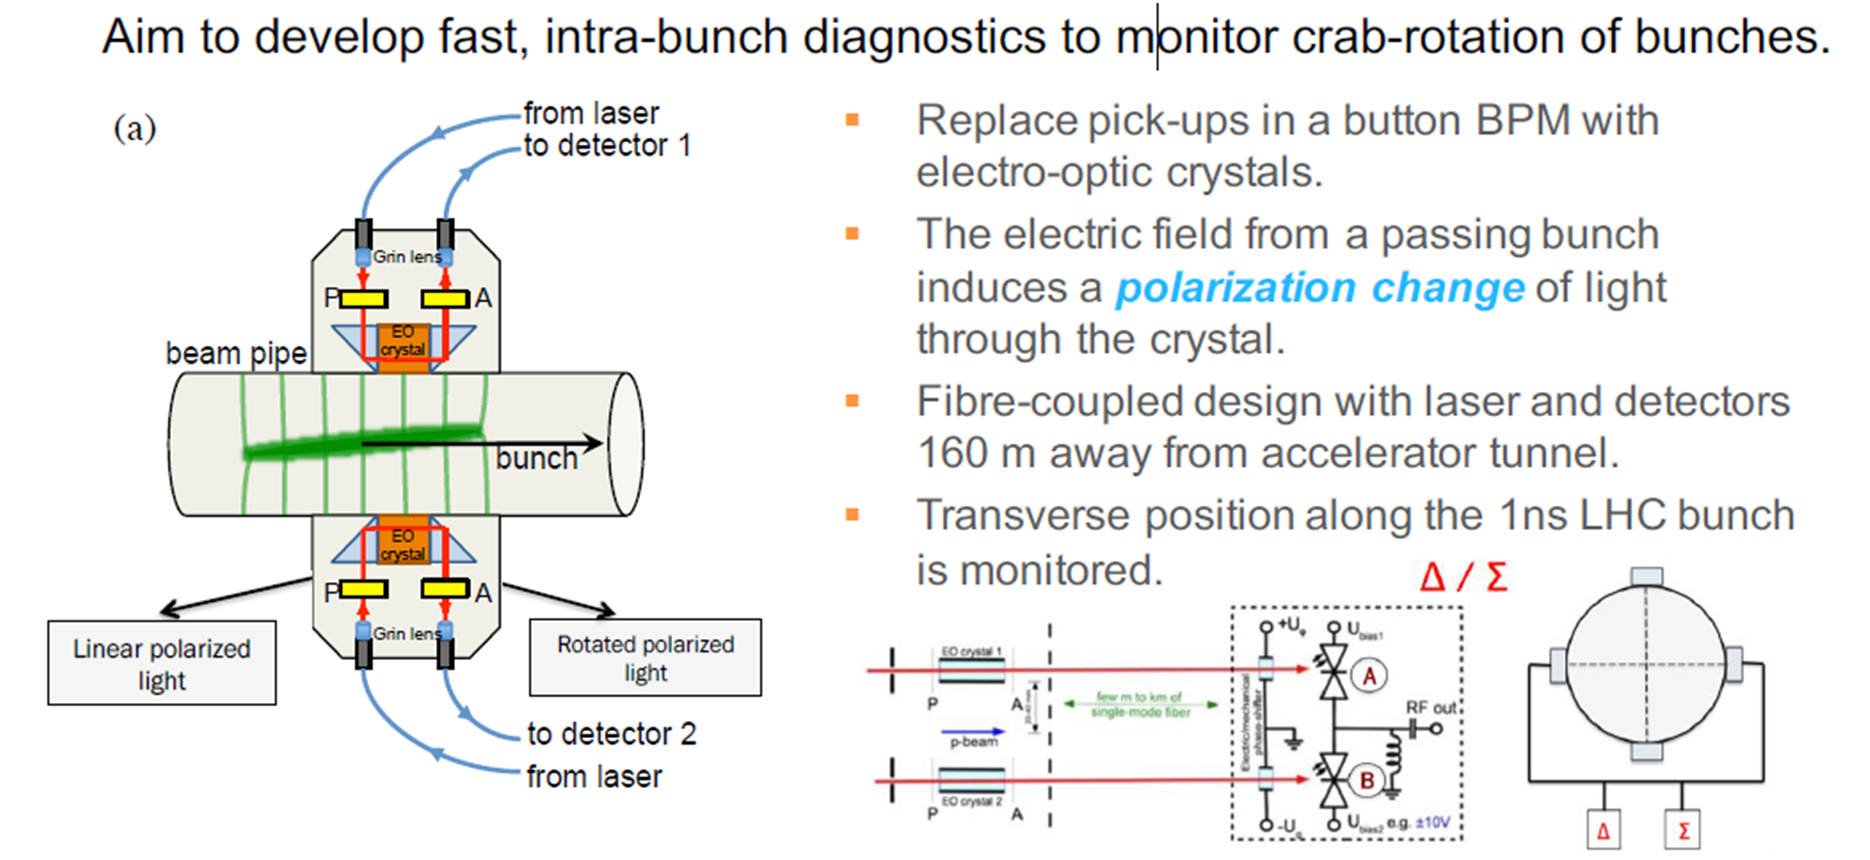 Aim to develop fast, intra-bunch diagnostics to monitor crab-rotation of bunches.
(a)
from laser
to detector 1
Grin lens
P
A
EO
crystal
beam pipe
bunch
EO
crystal
P
A
Grin lens
Linear polarized
light
Rotated polarized
light
to detector 2
from laser
▪ Replace pick-ups in a button BPM with
electro-optic crystals.
▪ The electric field from a passing bunch
induces a polarization change of light
through the crystal.
▪ Fibre-coupled design with laser and detectors
160 m away from accelerator tunnel.
▪ Transverse position along the 1ns LHC bunch
is monitored.
Δ / Σ
EO crystal 1
P
A
p-beam
few m to km of
single-mode fiber
EO crystal 2
P
A
Electric/mechanical
phase-shifter
+Uφ
Ubias1
A
RF out
B
-Uφ
Ubias2 e.g. ±10V
Δ
Σ